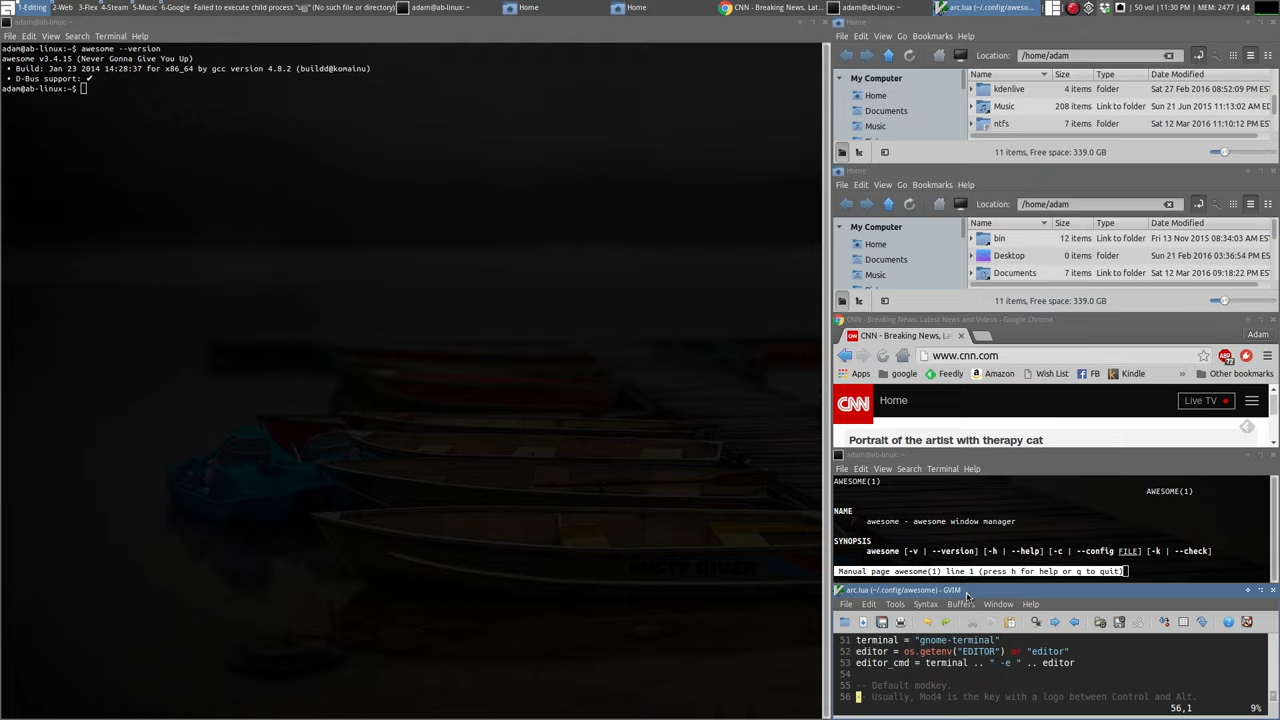 1-Editing 2-Web 3-Flex 4-Steam 5-Music 6-Google Failed to execute child process "ujjj" (No such file or directory) adam@ab-linux: ~ Home Home CNN - Breaking News, Lat adam@ab-linux: ~ arc.lua (~/.config/aweso 50 vol 11:30 PM MEM: 2477 44
adam@ab-linux: ~
File Edit View Search Terminal Help
adam@ab-linux:~$ awesome --version
awesome v3.4.15 (Never Gonna Give You Up)
• Build: Jan 23 2014 14:28:37 for x86_64 by gcc version 4.8.2 (buildd@komainu)
• D-Bus support: ✔
adam@ab-linux:~$
Home
File Edit View Go Bookmarks Help
Location: /home/adam
My Computer
Home
Documents
Music
Name Size Type Date Modified
kdenlive 4 items folder Sat 27 Feb 2016 08:52:09 PM EST
Music 208 items Link to folder Sun 21 Jun 2015 11:13:02 AM ED
ntfs 7 items folder Sat 12 Mar 2016 11:10:12 PM EST
11 items, Free space: 339.0 GB
Home
File Edit View Go Bookmarks Help
Location: /home/adam
My Computer
Home
Documents
Music
Name Size Type Date Modified
bin 12 items Link to folder Fri 13 Nov 2015 08:34:03 AM EST
Desktop 0 items folder Sun 21 Feb 2016 03:36:54 PM EST
Documents 7 items Link to folder Sat 12 Mar 2016 09:18:22 PM EST
11 items, Free space: 339.0 GB
CNN - Breaking News, Latest News and Videos - Google Chrome
CNN - Breaking News, La Adam
www.cnn.com ABP 72
Apps google Feedly Amazon Wish List FB Kindle Other bookmarks
CNN Home Live TV
Portrait of the artist with therapy cat
adam@ab-linux: ~
File Edit View Search Terminal Help
AWESOME(1)
AWESOME(1)
NAME
awesome - awesome window manager
SYNOPSIS
awesome [-v | --version] [-h | --help] [-c | --config FILE] [-k | --check]
Manual page awesome(1) line 1 (press h for help or q to quit)
arc.lua (~/.config/awesome) - GVIM
File Edit Tools Syntax Buffers Window Help
51 terminal = "gnome-terminal"
52 editor = os.getenv("EDITOR") or "editor"
53 editor_cmd = terminal .. " -e " .. editor
54
55 -- Default modkey.
56 -- Usually, Mod4 is the key with a logo between Control and Alt.
56,1 9%